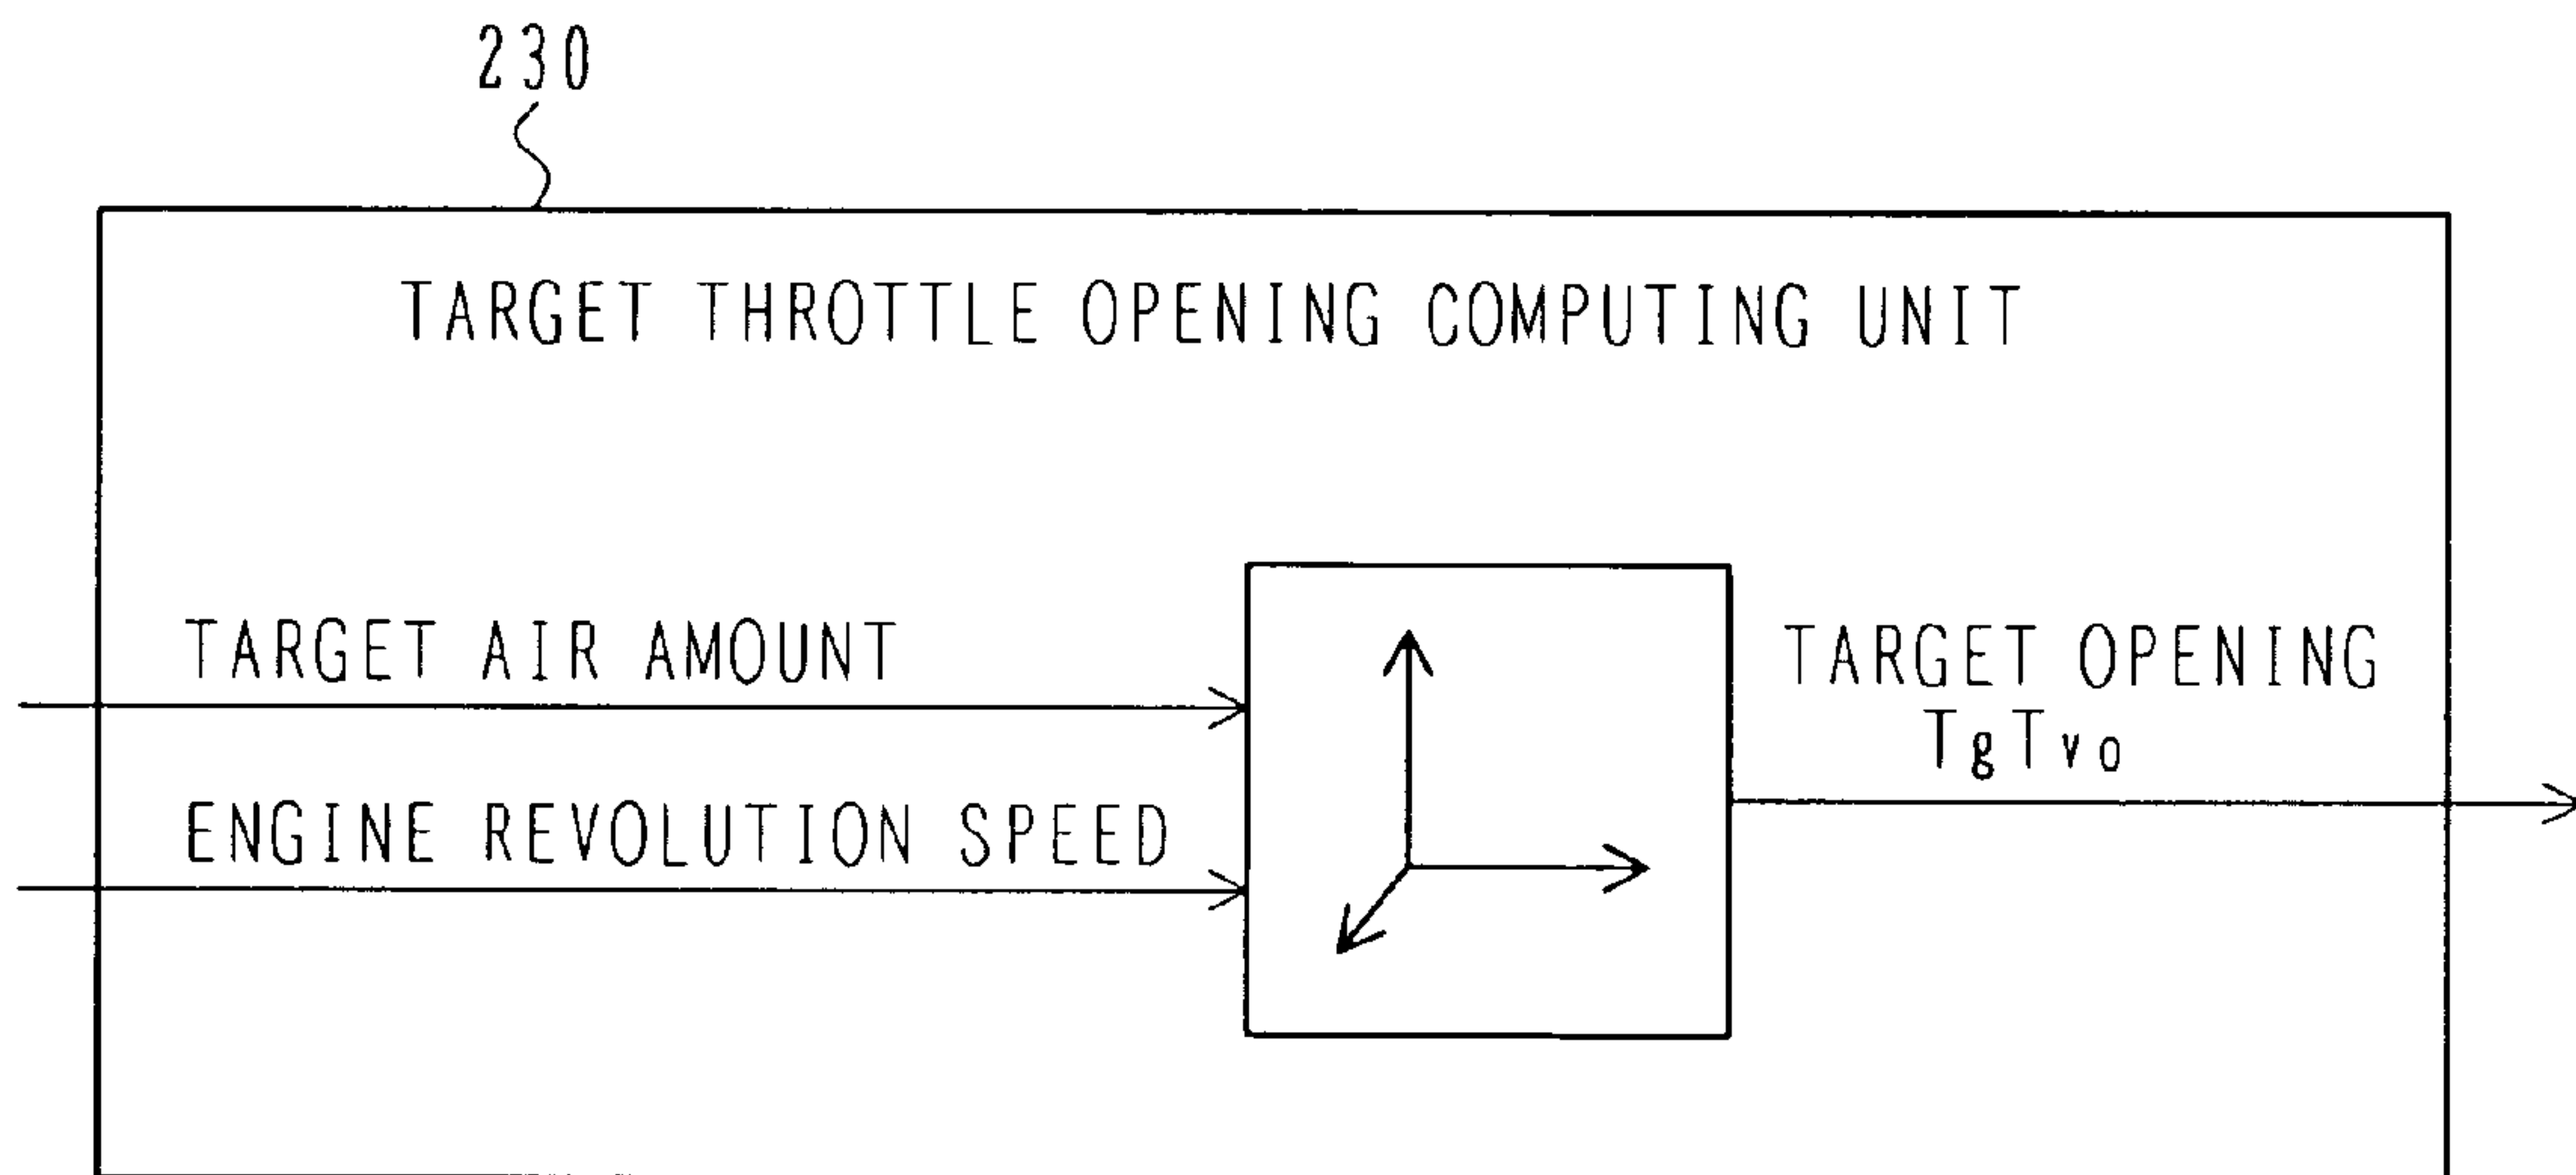 230
TARGET THROTTLE OPENING COMPUTING UNIT
TARGET AIR AMOUNT
TARGET OPENING
TgTvo
ENGINE REVOLUTION SPEED